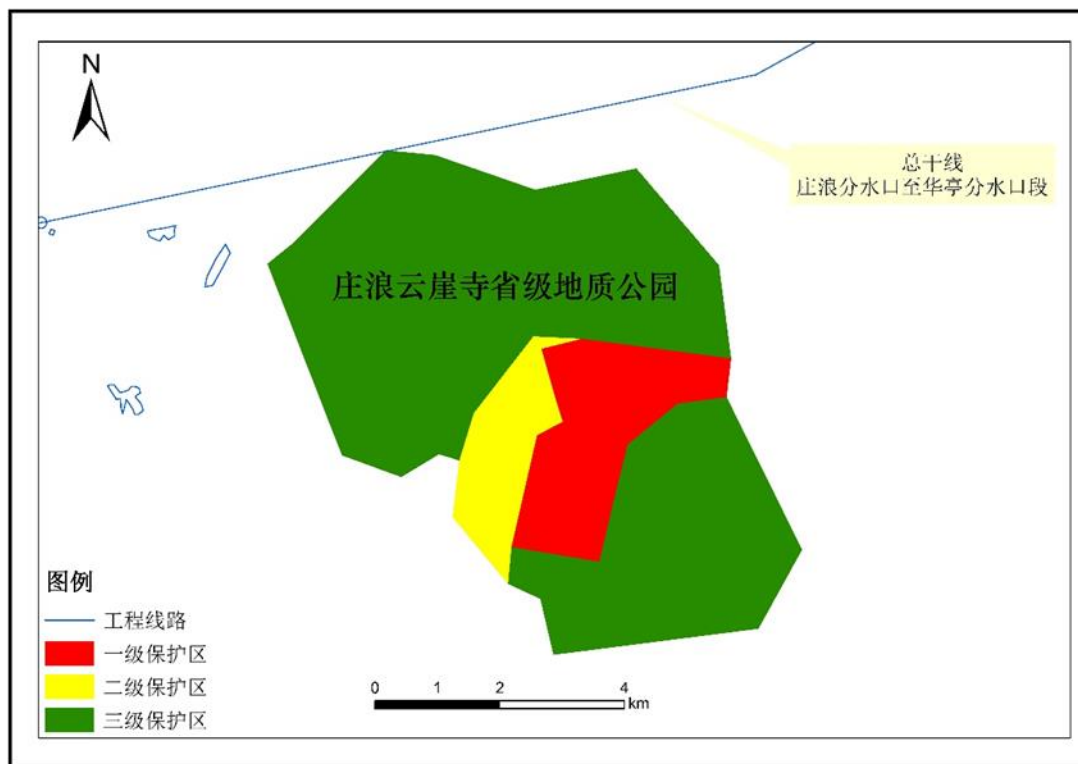 N
总干线
庄浪分水口至华亭分水口段
庄浪云崖寺省级地质公园
图例
工程线路
一级保护区
二级保护区
三级保护区
0 1 2 4
km